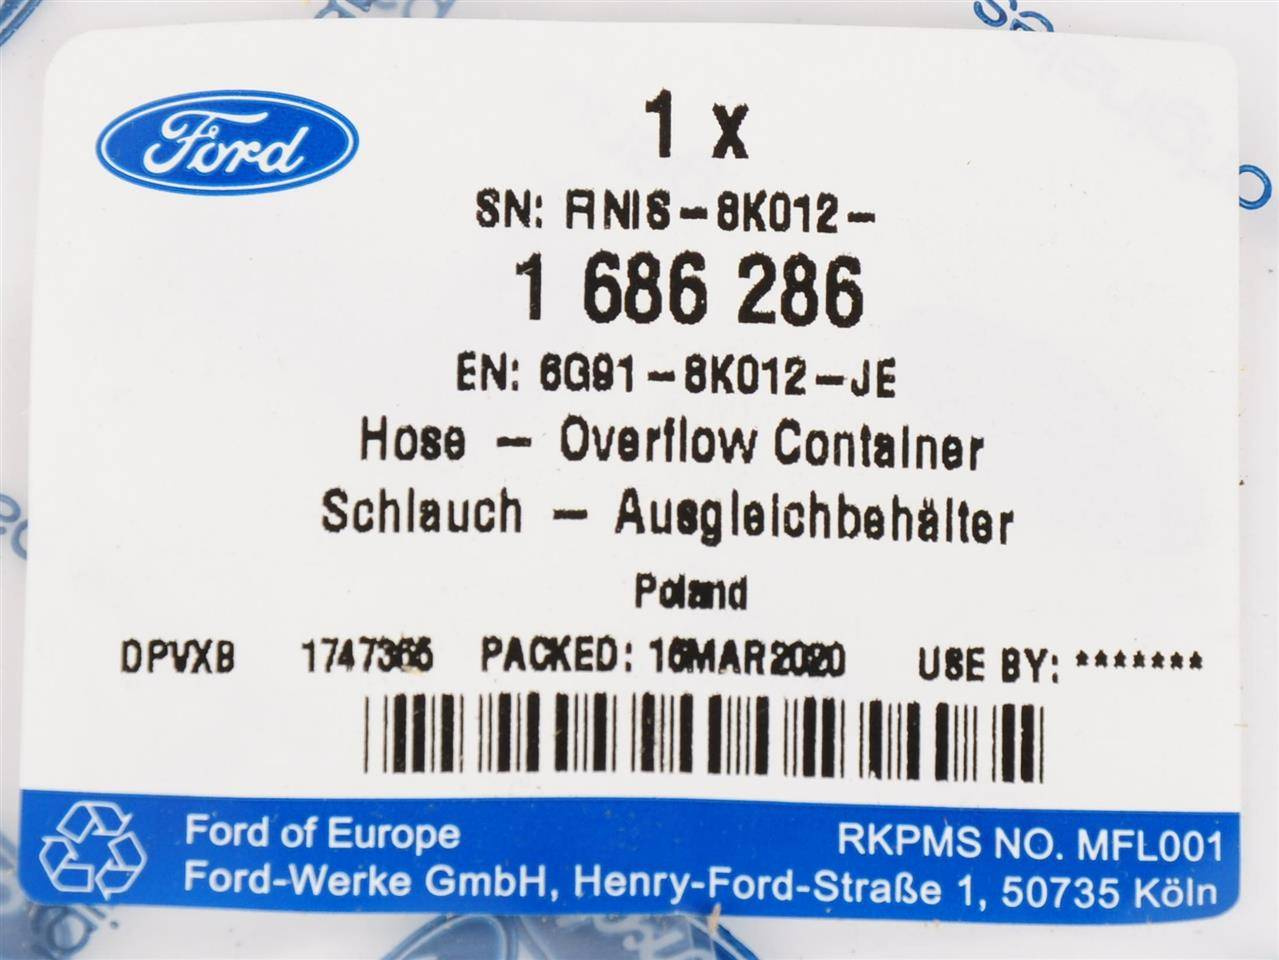 Ford
1 x
SN: FINIS-8K012-
1 686 286
EN: 6G91-8K012-JE
Hose - Overflow Container
Schlauch - Ausgleichbehälter
Poland
DPVXB 1747365 PACKED: 16MAR2020 USE BY: *******
Ford of Europe RKPMS NO. MFL001
Ford-Werke GmbH, Henry-Ford-Straße 1, 50735 Köln